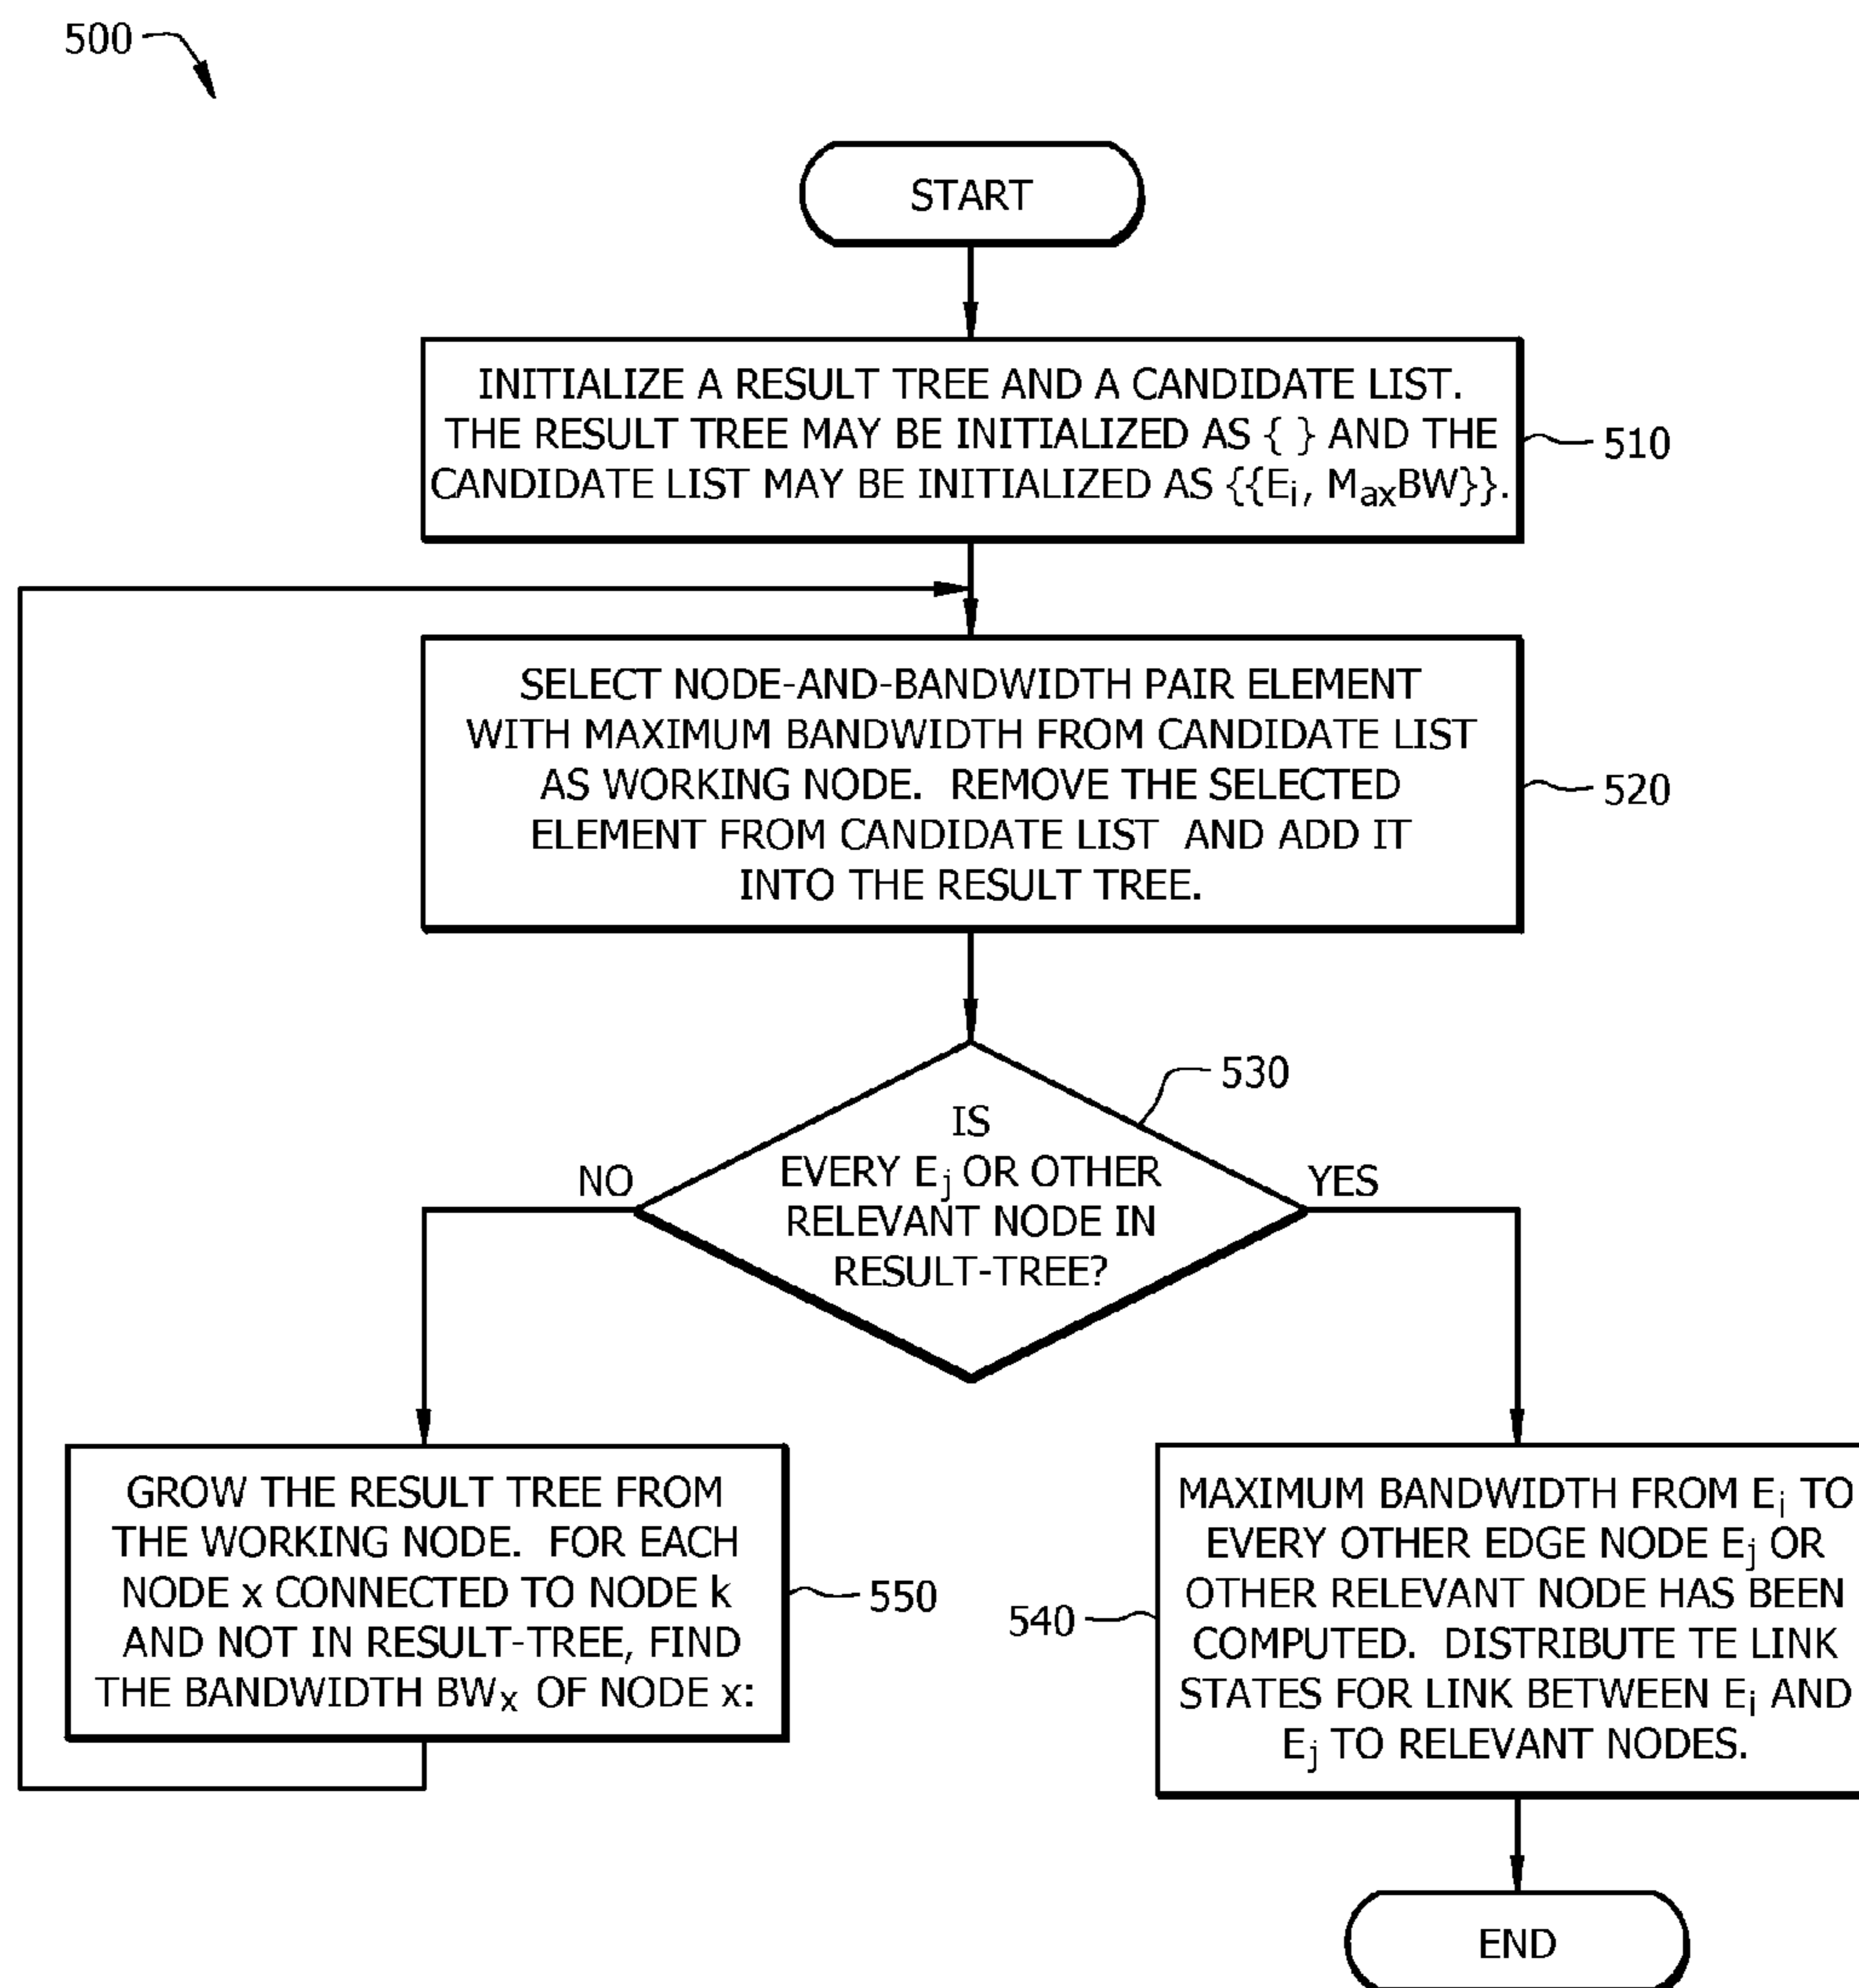 500
START
INITIALIZE A RESULT TREE AND A CANDIDATE LIST.
THE RESULT TREE MAY BE INITIALIZED AS { } AND THE
CANDIDATE LIST MAY BE INITIALIZED AS {{Ei, MaxBW}}.
510
SELECT NODE-AND-BANDWIDTH PAIR ELEMENT
WITH MAXIMUM BANDWIDTH FROM CANDIDATE LIST
AS WORKING NODE. REMOVE THE SELECTED
ELEMENT FROM CANDIDATE LIST AND ADD IT
INTO THE RESULT TREE.
520
530
IS
EVERY Ej OR OTHER
RELEVANT NODE IN
RESULT-TREE?
NO
YES
GROW THE RESULT TREE FROM
THE WORKING NODE. FOR EACH
NODE x CONNECTED TO NODE k
AND NOT IN RESULT-TREE, FIND
THE BANDWIDTH BWx OF NODE x:
550
540
MAXIMUM BANDWIDTH FROM Ei TO
EVERY OTHER EDGE NODE Ej OR
OTHER RELEVANT NODE HAS BEEN
COMPUTED. DISTRIBUTE TE LINK
STATES FOR LINK BETWEEN Ei AND
Ej TO RELEVANT NODES.
END